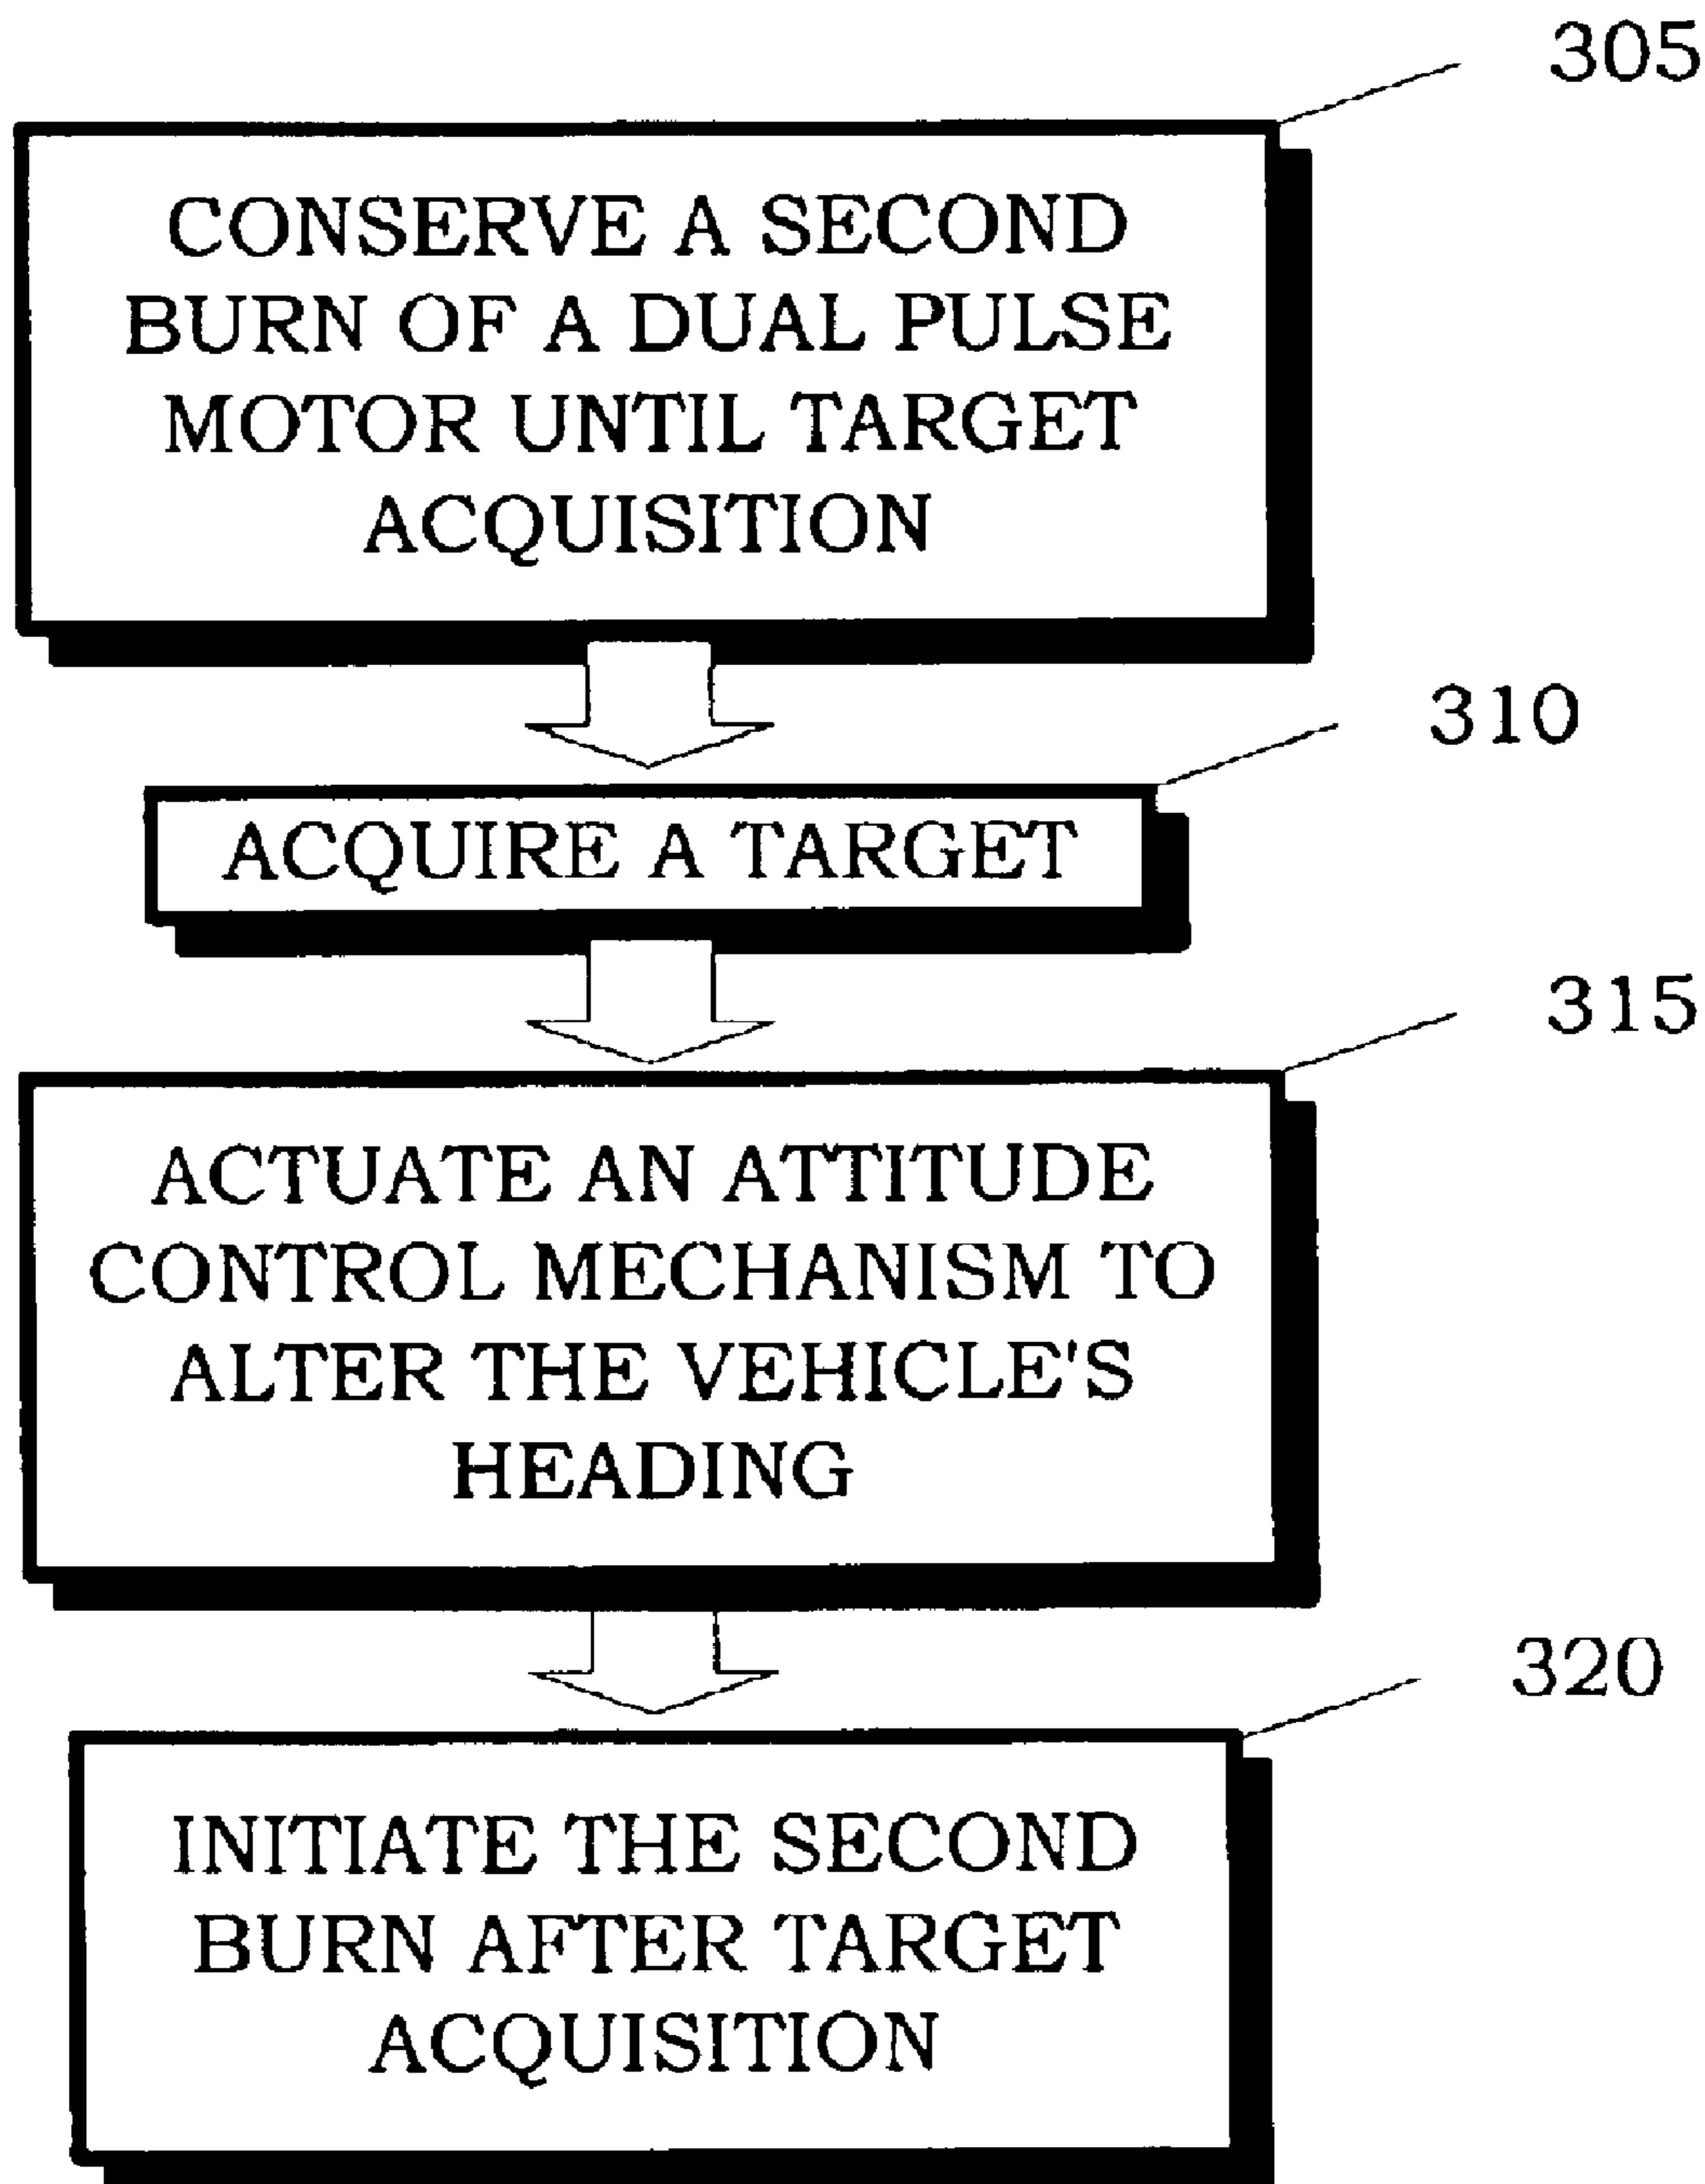 305
CONSERVE A SECOND
BURN OF A DUAL PULSE
MOTOR UNTIL TARGET
ACQUISITION
310
ACQUIRE A TARGET
315
ACTUATE AN ATTITUDE
CONTROL MECHANISM TO
ALTER THE VEHICLE'S
HEADING
320
INITIATE THE SECOND
BURN AFTER TARGET
ACQUISITION